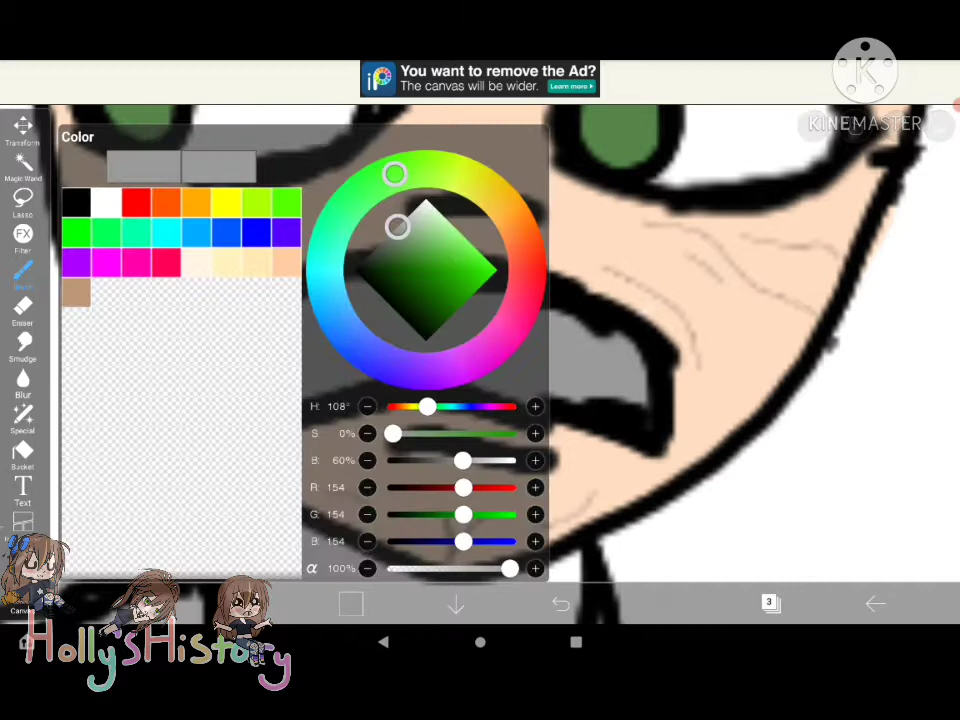 You want to remove the Ad?
The canvas will be wider.
Learn more
K
KINEMASTER
Color
Transform
Magic Wand
Lasso
FX
Filter
Brush
Eraser
Smudge
Blur
Special
Bucket
T
Text
Canvas
H: 108°
S: 0%
B: 60%
R: 154
G: 154
B: 154
α 100%
3
Holly'sHistory